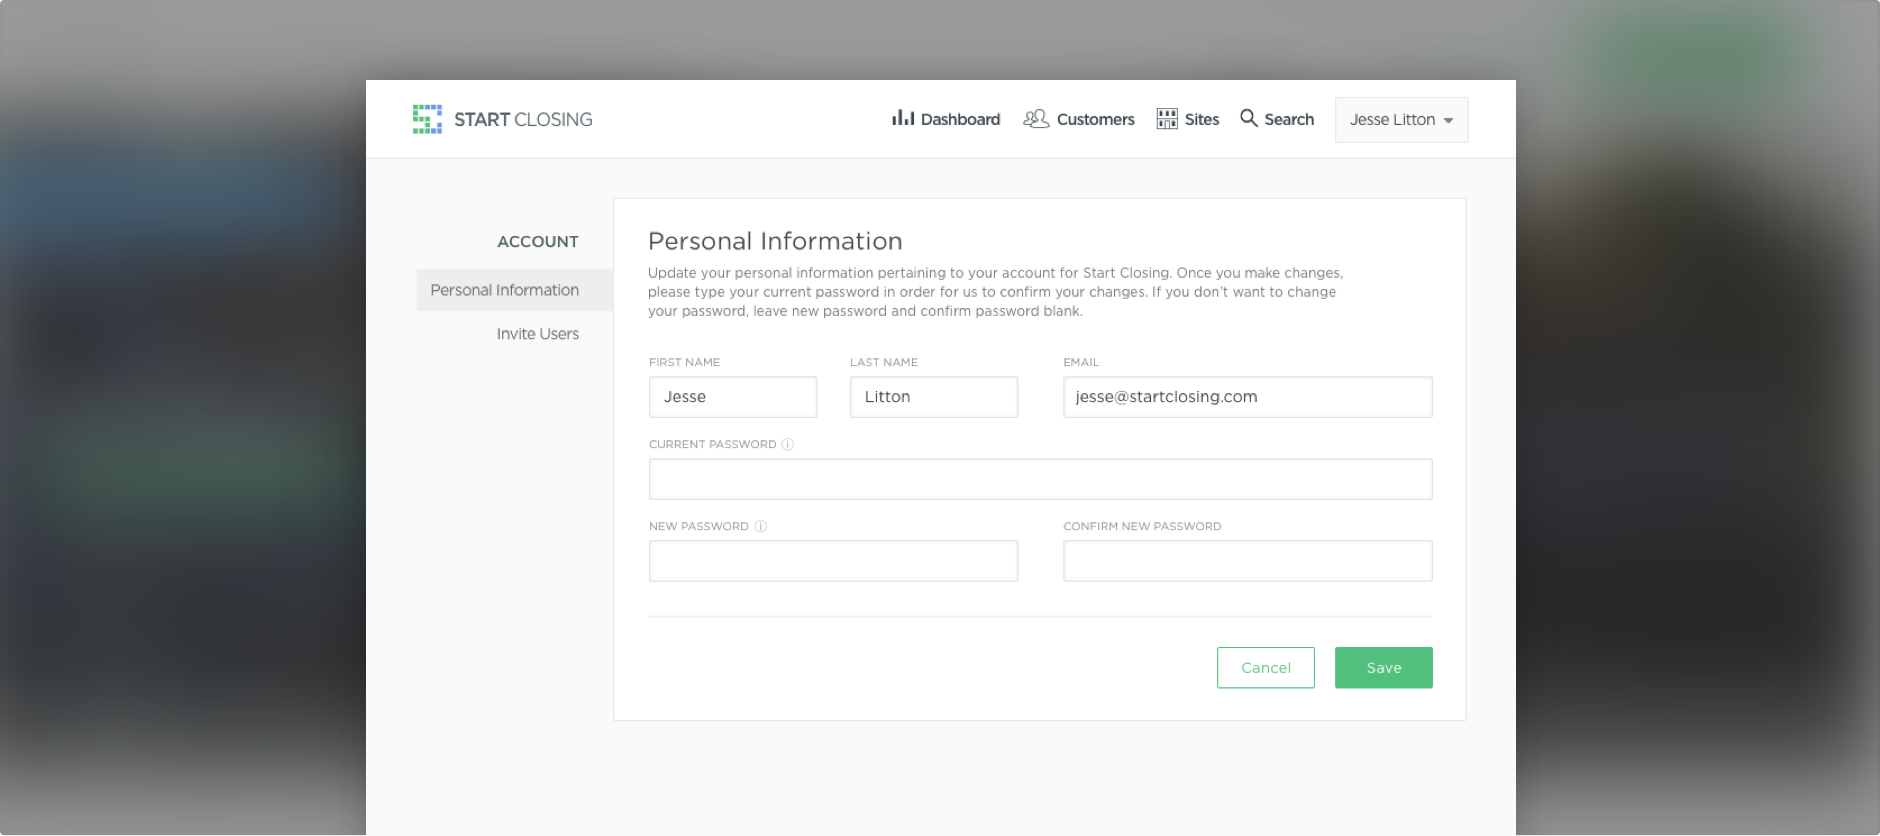 START CLOSING
Dashboard
Customers
Sites
Search
Jesse Litton
ACCOUNT
Personal Information
Invite Users
Personal Information
Update your personal information pertaining to your account for Start Closing. Once you make changes,
please type your current password in order for us to confirm your changes. If you don't want to change
your password, leave new password and confirm password blank.
FIRST NAME
LAST NAME
EMAIL
Jesse
Litton
jesse@startclosing.com
CURRENT PASSWORD
NEW PASSWORD
CONFIRM NEW PASSWORD
Cancel
Save